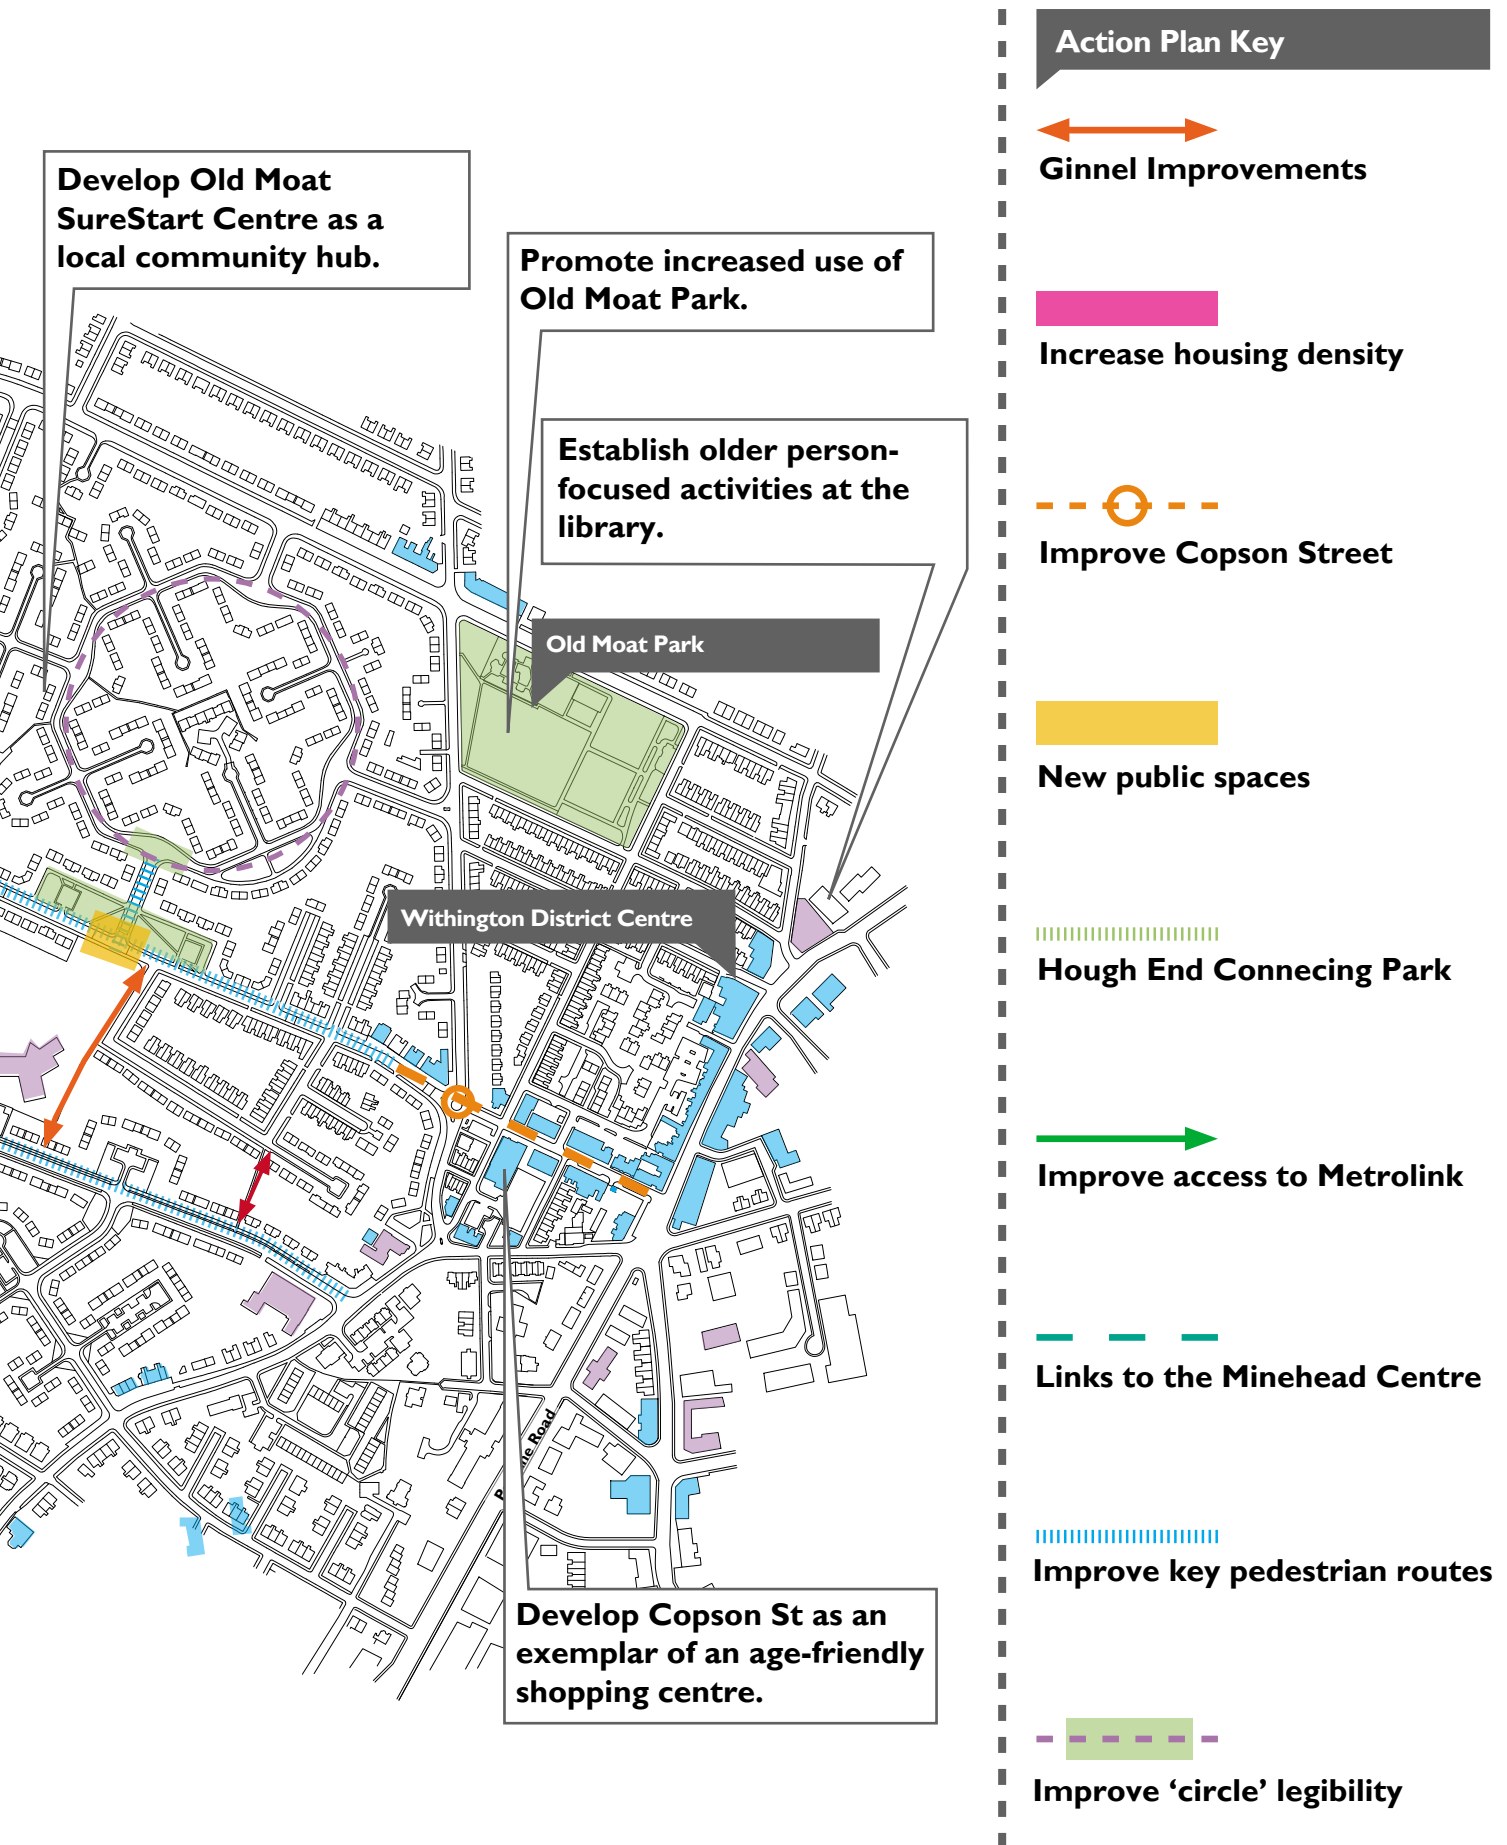 Action Plan Key
Ginnel Improvements
Increase housing density
Improve Copson Street
New public spaces
Hough End Connecing Park
Improve access to Metrolink
Links to the Minehead Centre
Improve key pedestrian routes
Improve ‘circle’ legibility
Develop Old Moat
SureStart Centre as a
local community hub.
Promote increased use of
Old Moat Park.
Establish older person-
focused activities at the
library.
Old Moat Park
Withington District Centre
Road
Develop Copson St as an
exemplar of an age-friendly
shopping centre.